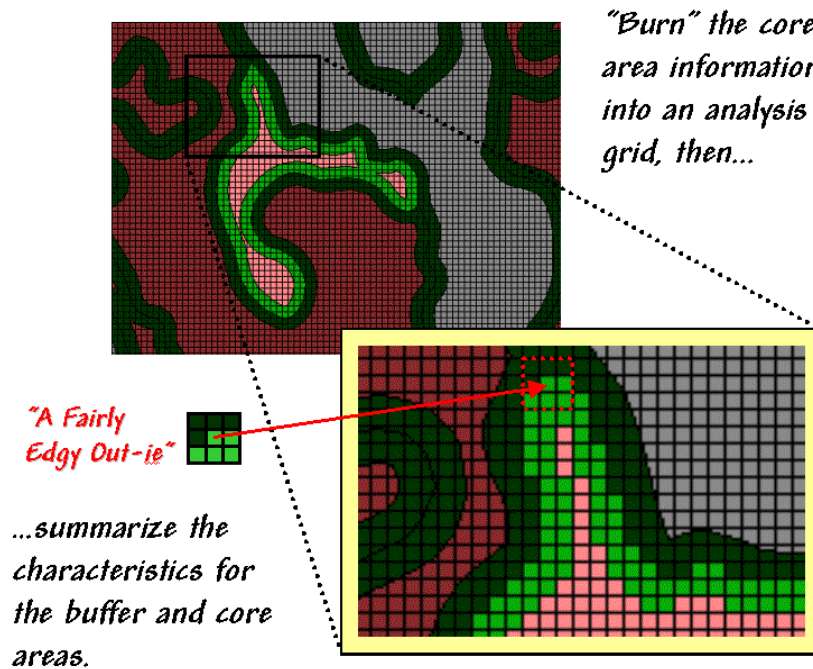 "Burn" the core
area information
into an analysis
grid, then...
"A Fairly
Edgy Out-ie"
...summarize the
characteristics for
the buffer and core
areas.